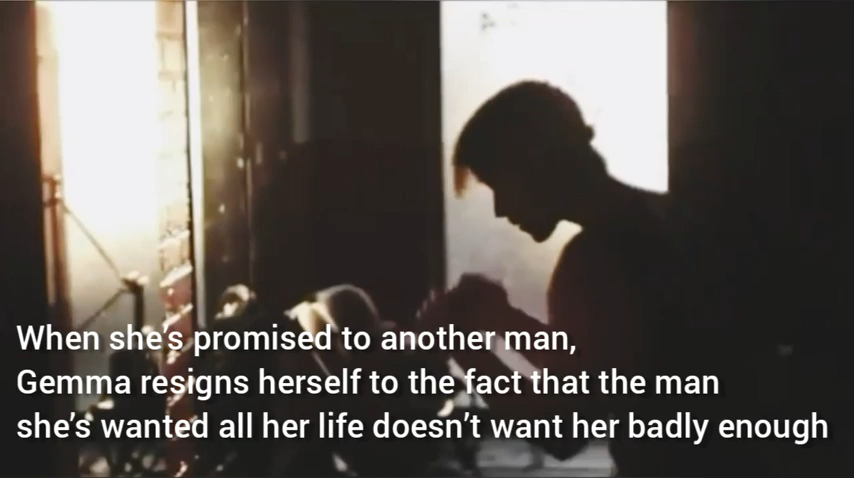 When she's promised to another man,
Gemma resigns herself to the fact that the man
she's wanted all her life doesn't want her badly enough